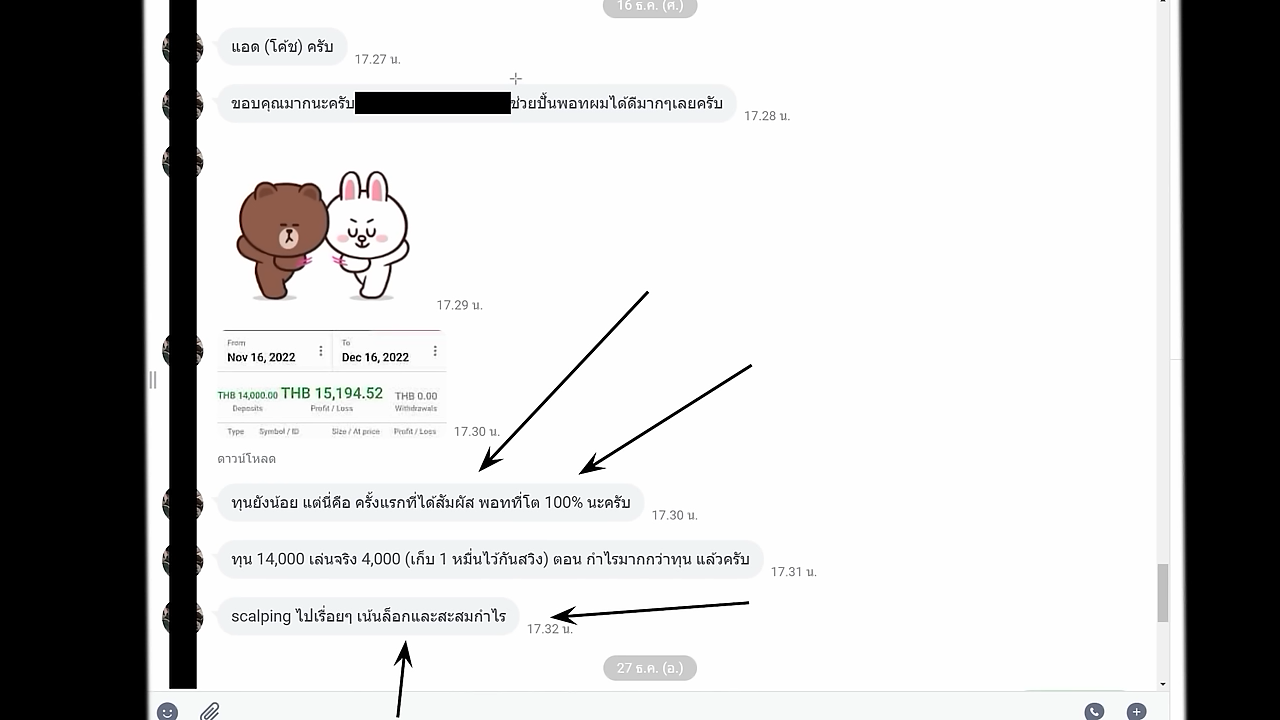 16 ธ.ค. (ศ.)
แอด (โค้ช) ครับ
17.27 น.
ขอบคุณมากนะครับ
ช่วยปั้นพอทผมได้ดีมากๆเลยครับ
17.28 น.
17.29 น.
From
Nov 16, 2022
To
Dec 16, 2022
THB 14,000.00
THB 15,194.52
THB 0.00
Deposits
Profit / Loss
Withdrawals
Type
Symbol / ID
Size / At price
Profit / Loss
17.30 น.
ดาวน์โหลด
ทุนยังน้อย แต่นี่คือ ครั้งแรกที่ได้สัมผัส พอทที่โต 100% นะครับ
17.30 น.
ทุน 14,000 เล่นจริง 4,000 (เก็บ 1 หมื่นไว้กันสวิง) ตอน กำไรมากกว่าทุน แล้วครับ
17.31 น.
scalping ไปเรื่อยๆ เน้นล็อกและสะสมกำไร
17.32 น.
27 ธ.ค. (อ.)